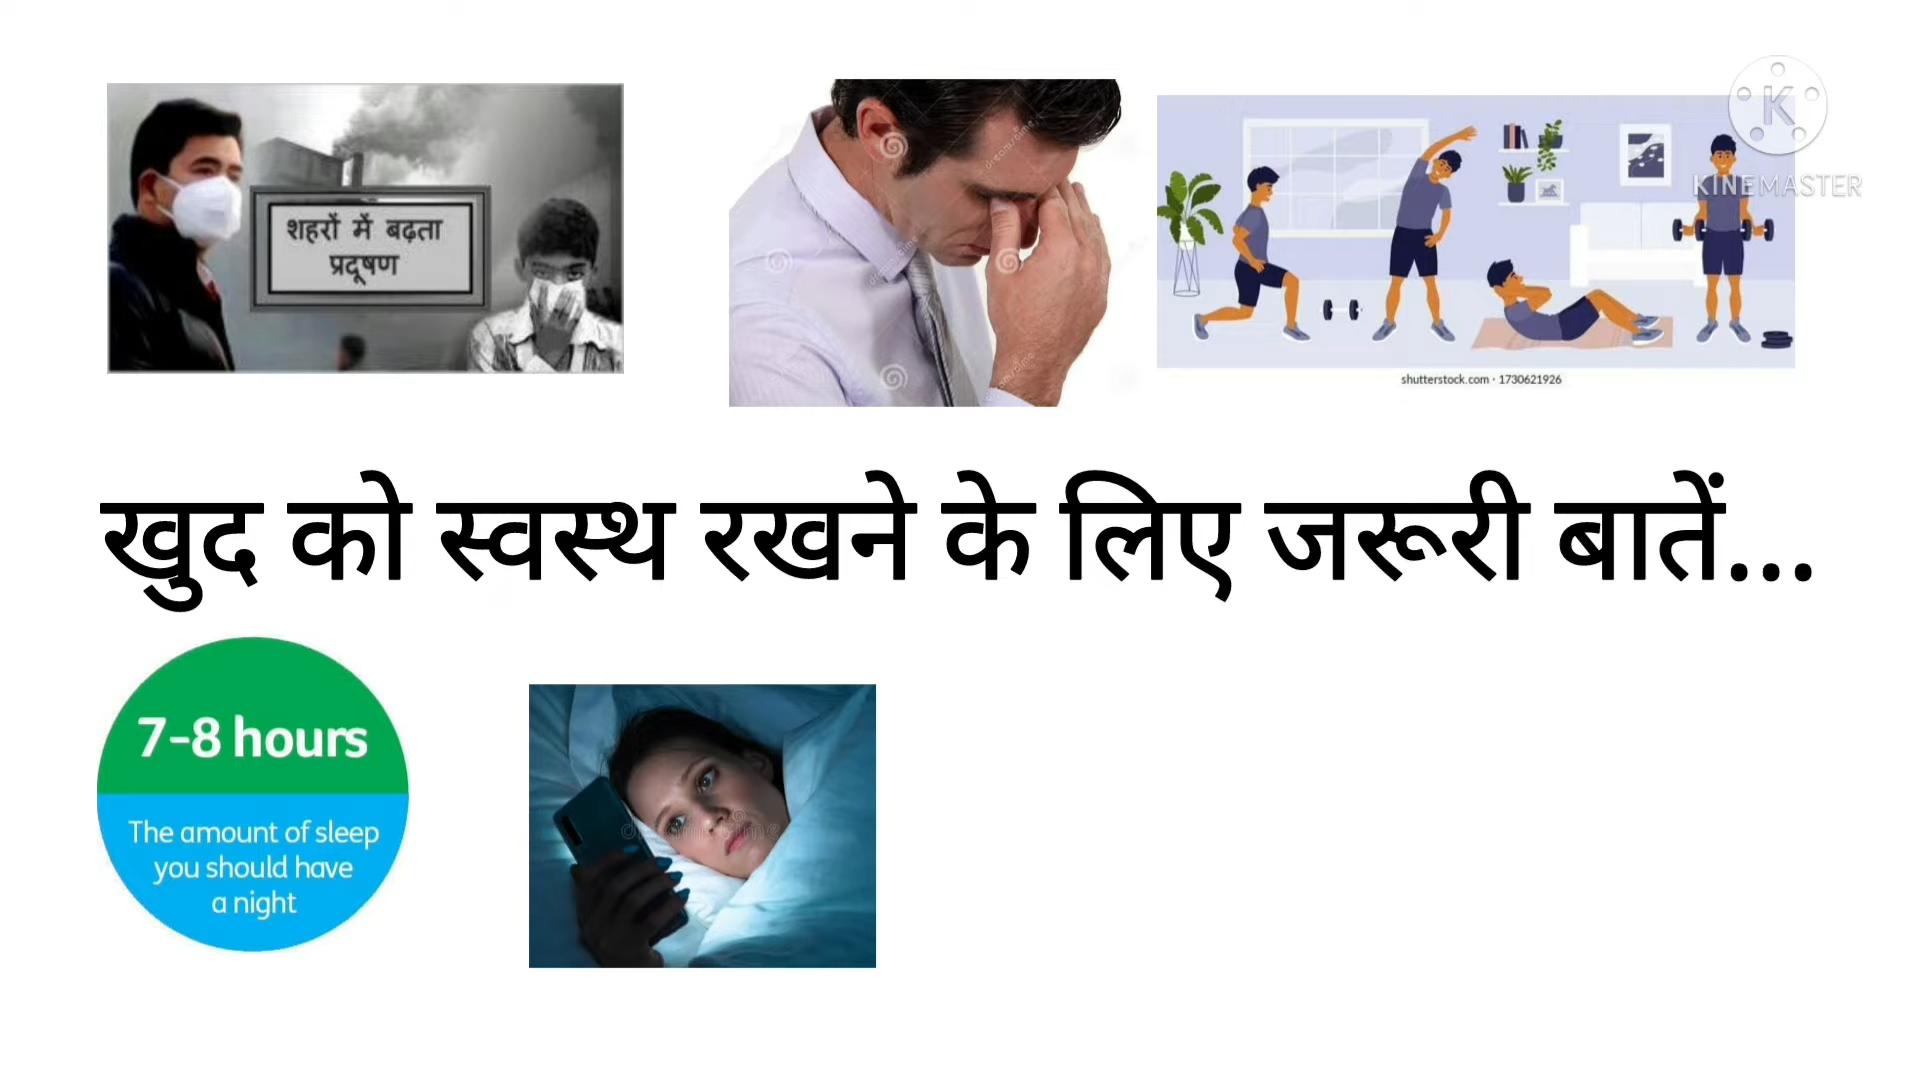 शहरों में बढ़ता
प्रदूषण
K
KINEMASTER
shutterstock.com · 1730621926
खुद को स्वस्थ रखने के लिए जरूरी बातें...
7-8 hours
The amount of sleep
you should have
a night